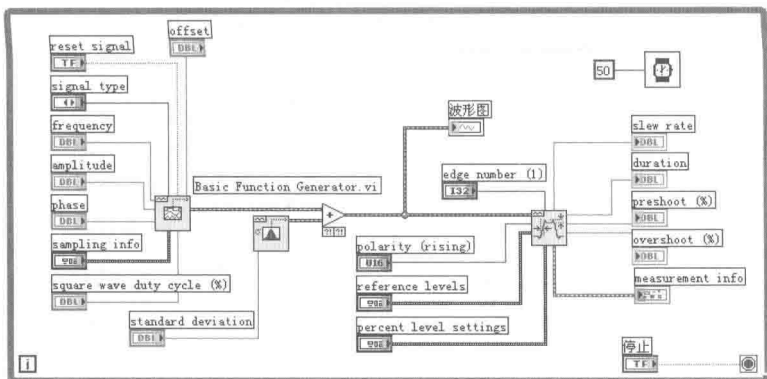 offset
DBL
reset signal
TF
50
signal type
波形图
frequency
DBL
slew rate
DBL
amplitude
DBL
edge number (1)
I32
duration
DBL
Basic Function Generator.vi
phase
DBL
preshoot (%)
DBL
sampling info
polarity (rising)
U16
overshoot (%)
DBL
square wave duty cycle (%)
DBL
reference levels
measurement info
standard deviation
DBL
percent level settings
停止
TF
i